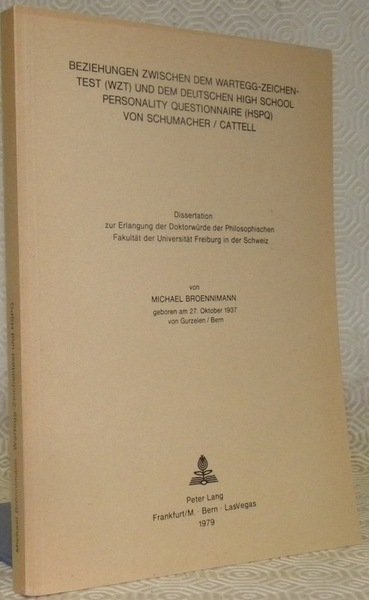 BEZIEHUNGEN ZWISCHEN DEM WARTEGG-ZEICHEN-
TEST (WZT) UND DEM DEUTSCHEN HIGH SCHOOL
PERSONALITY QUESTIONNAIRE (HSPQ)
VON SCHUMACHER / CATTELL
Dissertation
zur Erlangung der Doktorwürde der Philosophischen
Fakultät der Universität Freiburg in der Schweiz
von
MICHAEL BROENNIMANN
geboren am 27. Oktober 1937
von Gurzelen / Bern
Peter Lang
Frankfurt/M. · Bern · LasVegas
1979